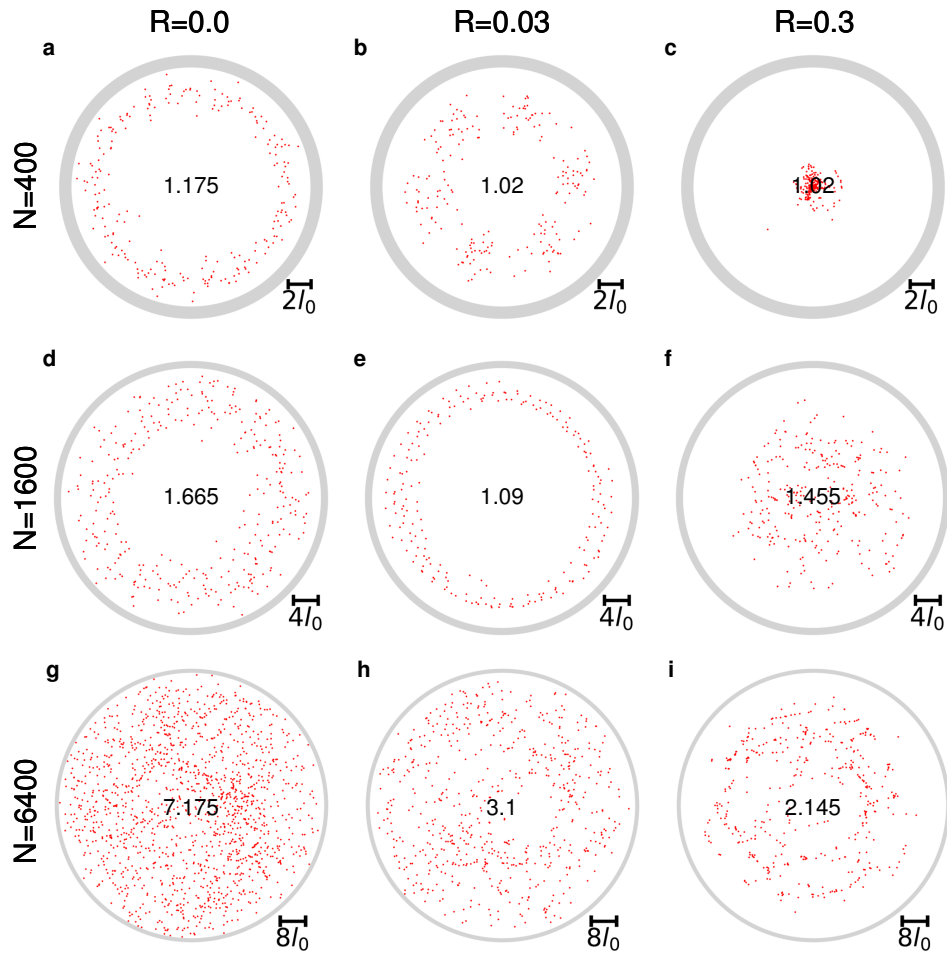 R=0.0 R=0.03 R=0.3
a b c
N=400
1.175 1.02 1.02
2l0 2l0 2l0
d e f
N=1600
1.665 1.09 1.455
4l0 4l0 4l0
g h i
N=6400
7.175 3.1 2.145
8l0 8l0 8l0